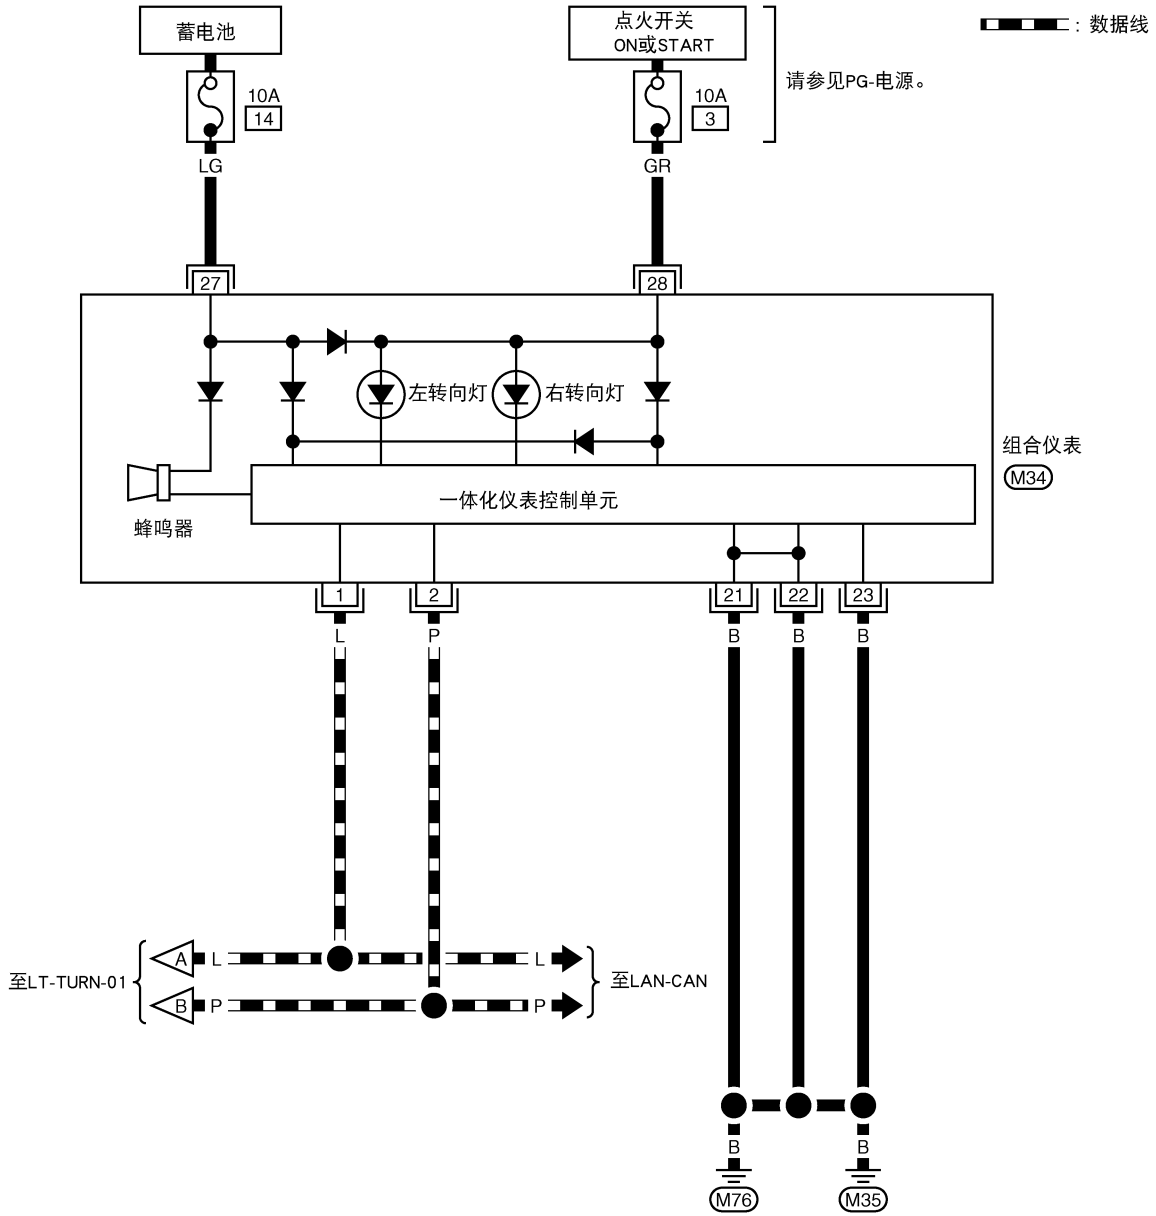 蓄电池
点火开关
ON或START
: 数据线
请参见PG-电源。
10A
14
10A
3
LG
GR
27
28
左转向灯
右转向灯
组合仪表
M34
一体化仪表控制单元
蜂鸣器
1
2
21
22
23
L
P
B
B
B
A
L
L
至LT-TURN-01
至LAN-CAN
B
P
P
B
B
M76
M35